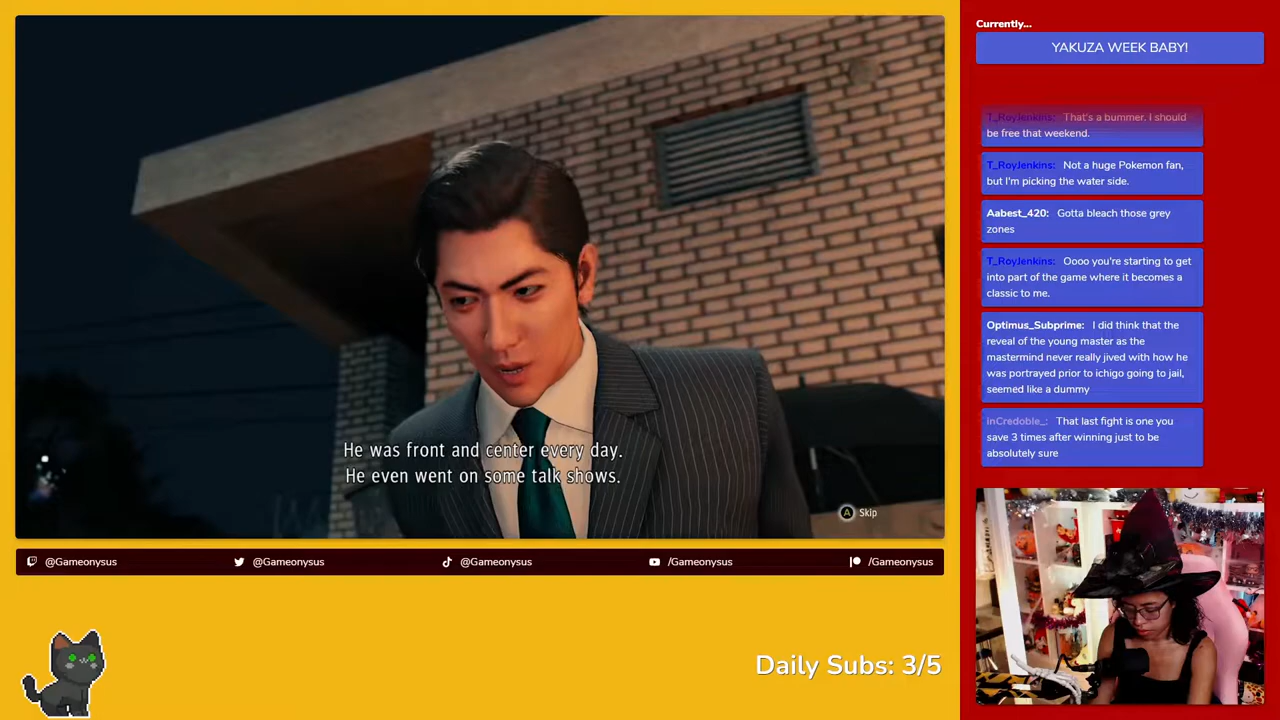 He was front and center every day.
He even went on some talk shows.
A Skip
@Gameonysus
@Gameonysus
@Gameonysus
/Gameonysus
/Gameonysus
Daily Subs: 3/5
Currently...
YAKUZA WEEK BABY!
T_RoyJenkins: That's a bummer. I should
be free that weekend.
T_RoyJenkins: Not a huge Pokemon fan,
but I'm picking the water side.
Aabest_420: Gotta bleach those grey
zones
T_RoyJenkins: Oooo you're starting to get
into part of the game where it becomes a
classic to me.
Optimus_Subprime: I did think that the
reveal of the young master as the
mastermind never really jived with how he
was portrayed prior to ichigo going to jail,
seemed like a dummy
inCredoble_: That last fight is one you
save 3 times after winning just to be
absolutely sure